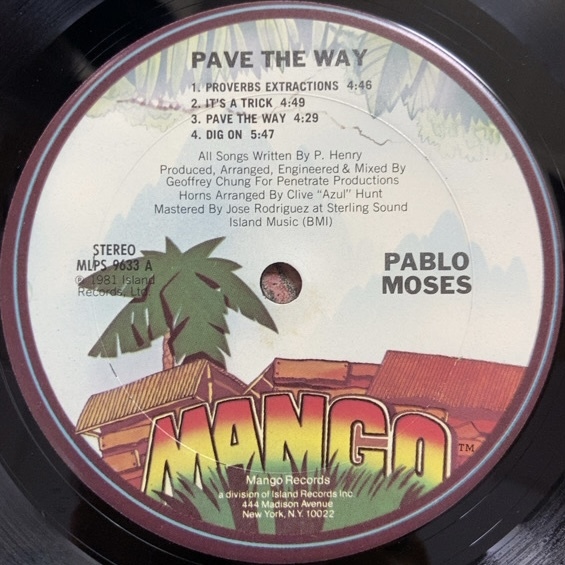 PAVE THE WAY
1. PROVERBS EXTRACTIONS 4:46
2. IT'S A TRICK 4:49
3. PAVE THE WAY 4:29
4. DIG ON 5:47
All Songs Written By P. Henry
Produced, Arranged, Engineered & Mixed By
Geoffrey Chung For Penetrate Productions
Horns Arranged By Clive "Azul" Hunt
Mastered By Jose Rodriguez at Sterling Sound
Island Music (BMI)
STEREO
MLPS 9633 A
℗ 1981 Island
Records, Ltd.
PABLO
MOSES
MANGO TM
Mango Records
a division of Island Records Inc.
444 Madison Avenue
New York, N.Y. 10022